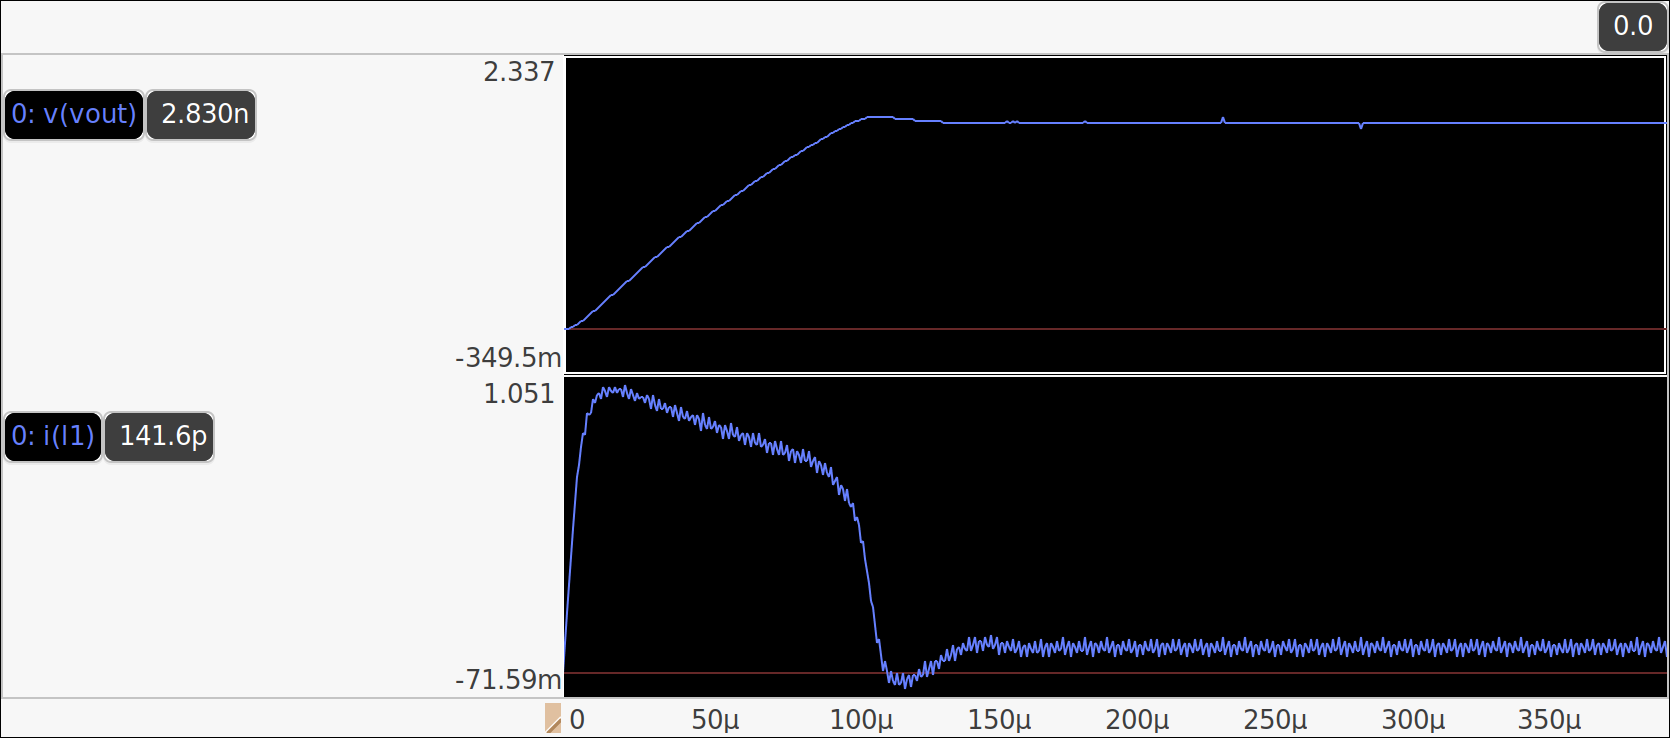 0.0
2.337
0: v(vout) 2.830n
-349.5m
1.051
0: i(l1) 141.6p
-71.59m
0 50µ 100µ 150µ 200µ 250µ 300µ 350µ